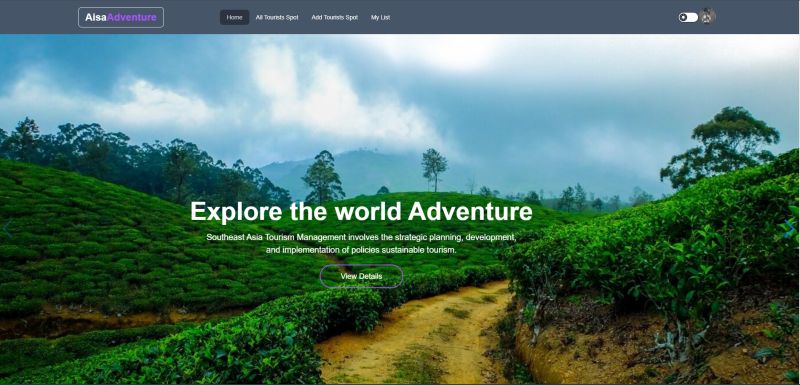 AisaAdventure
Home
All Tourists Spot
Add Tourists Spot
My List
Explore the world Adventure
Southeast Asia Tourism Management involves the strategic planning, development,
and implementation of policies sustainable tourism.
View Details